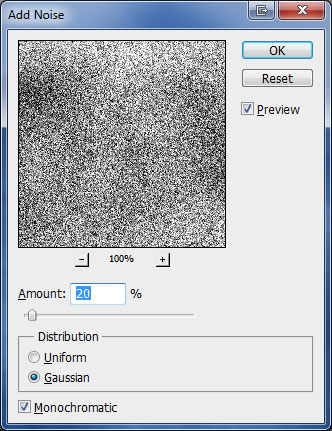 Add Noise
OK
Reset
Preview
100%
Amount: 20 %
Distribution
Uniform
Gaussian
Monochromatic